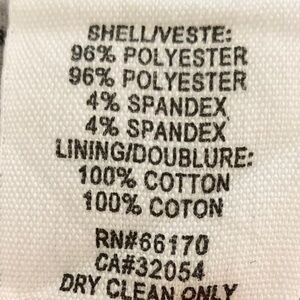 SHELL/VESTE:
96% POLYESTER
96% POLYESTER
4% SPANDEX
4% SPANDEX
LINING/DOUBLURE:
100% COTTON
100% COTON
RN#66170
CA#32054
DRY CLEAN ONLY